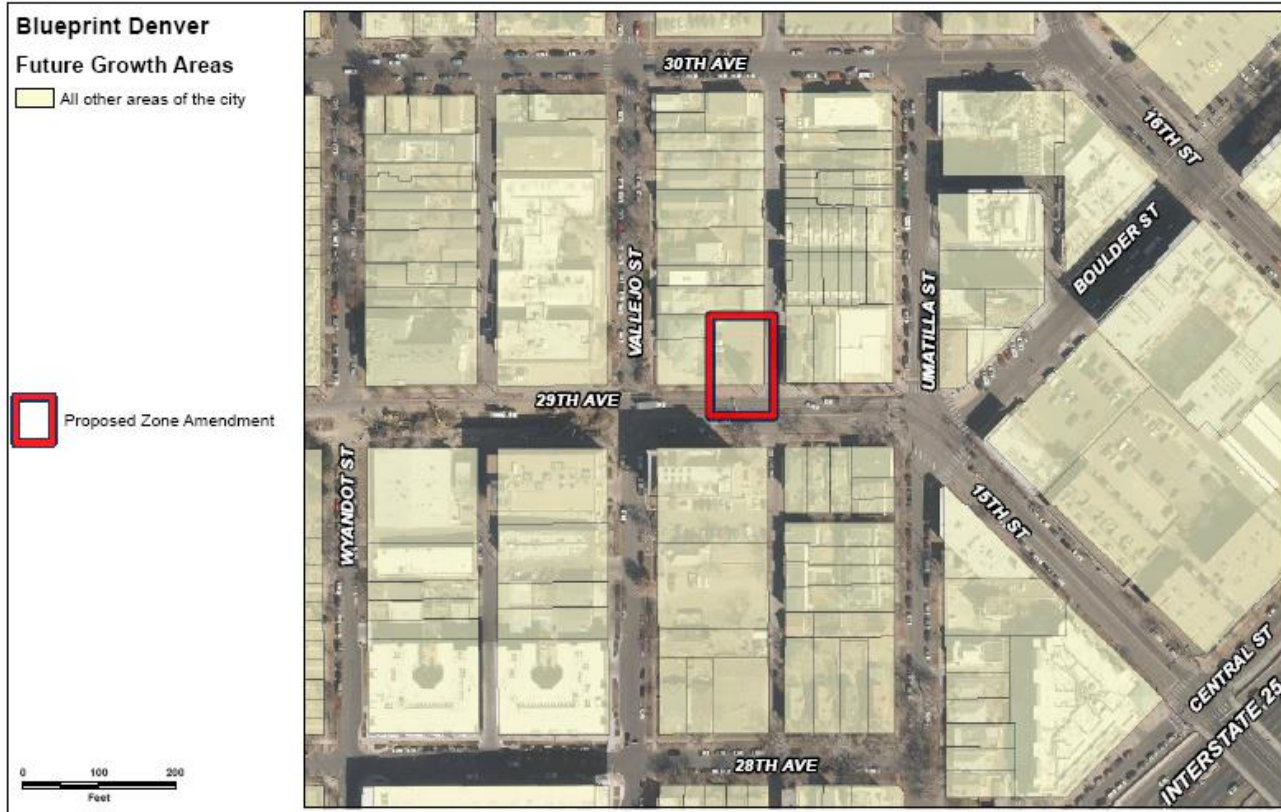 Blueprint Denver
Future Growth Areas
All other areas of the city
Proposed Zone Amendment
0 100 200
Feet
30TH AVE
16TH ST
BOULDER ST
VALLEJO ST
UMATILLA ST
29TH AVE
WYANDOT ST
15TH ST
CENTRAL ST
INTERSTATE 25
28TH AVE